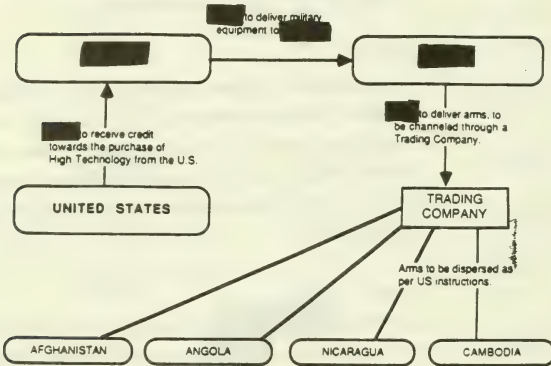 to deliver military
equipment to
to receive credit
towards the purchase of
High Technology from the U.S.
to deliver arms, to
be channeled through a
Trading Company.
UNITED STATES
TRADING
COMPANY
Arms to be dispersed as
per US instructions.
AFGHANISTAN
ANGOLA
NICARAGUA
CAMBODIA